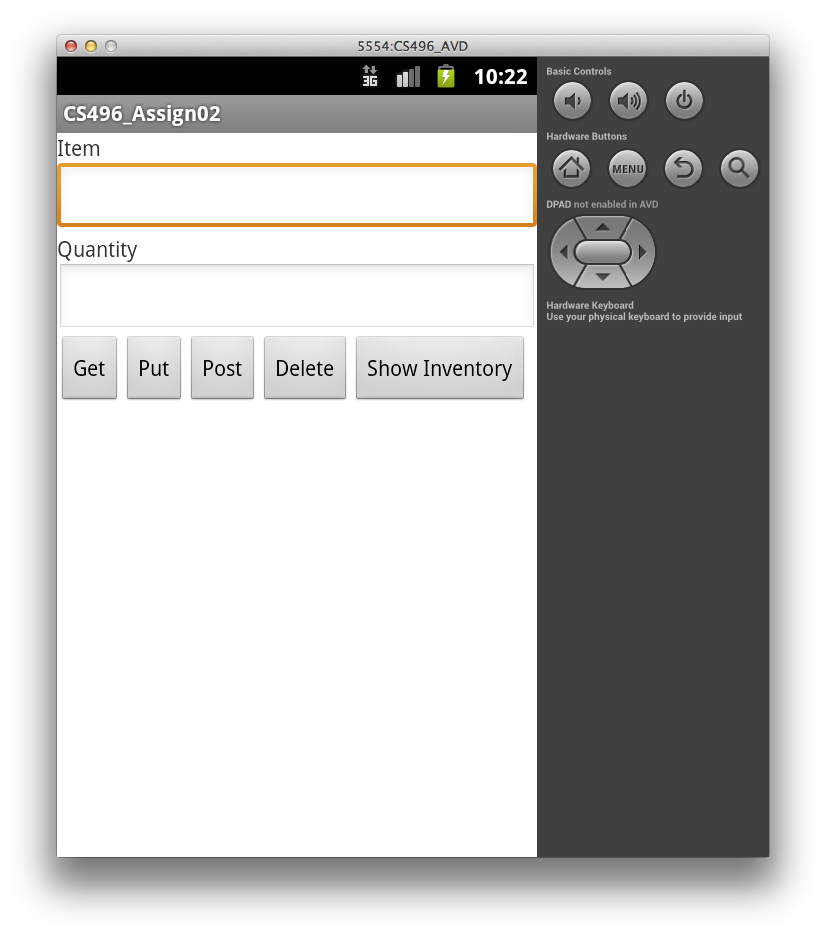 5554:CS496_AVD
3G 10:22
CS496_Assign02
Item
Quantity
Get Put Post Delete Show Inventory
Basic Controls
Hardware Buttons
MENU
DPAD not enabled in AVD
Hardware Keyboard
Use your physical keyboard to provide input